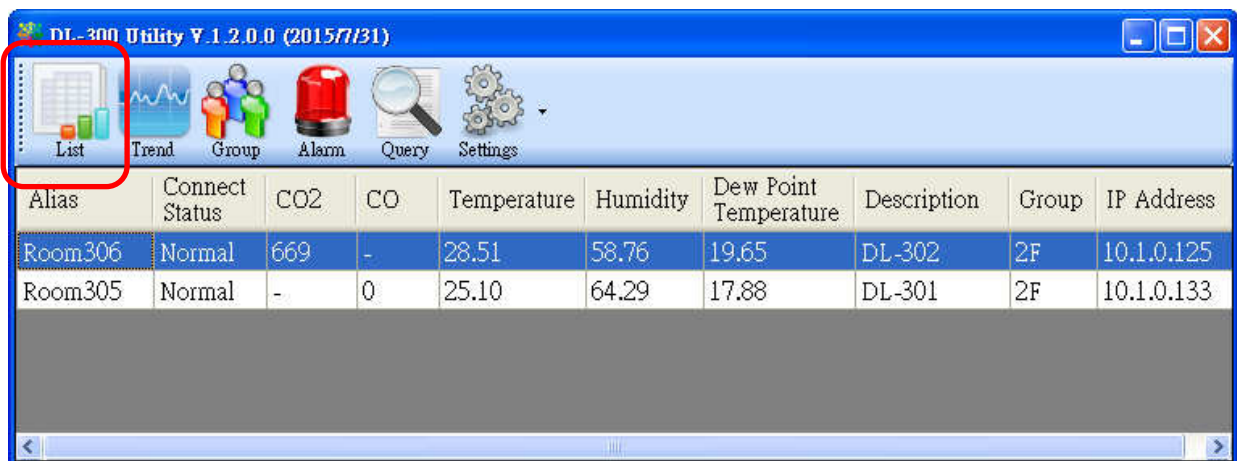 DL-300 Utility V.1.2.0.0 (2015/7/31)
List Trend Group Alarm Query Settings
Alias Connect Status CO2 CO Temperature Humidity Dew Point Temperature Description Group IP Address
Room306 Normal 669 - 28.51 58.76 19.65 DL-302 2F 10.1.0.125
Room305 Normal - 0 25.10 64.29 17.88 DL-301 2F 10.1.0.133